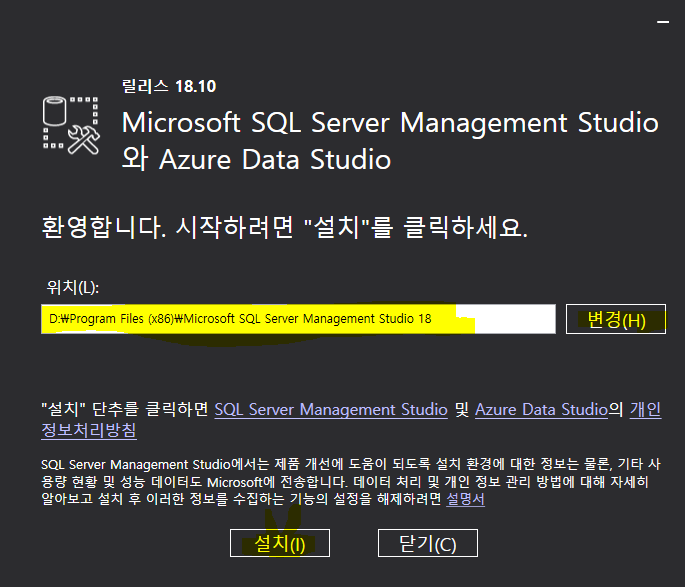 릴리스 18.10
Microsoft SQL Server Management Studio
와 Azure Data Studio
환영합니다. 시작하려면 "설치"를 클릭하세요.
위치(L):
D:₩Program Files (x86)₩Microsoft SQL Server Management Studio 18
변경(H)
"설치" 단추를 클릭하면 SQL Server Management Studio 및 Azure Data Studio의 개인
정보처리방침
SQL Server Management Studio에서는 제품 개선에 도움이 되도록 설치 환경에 대한 정보는 물론, 기타 사
용량 현황 및 성능 데이터도 Microsoft에 전송합니다. 데이터 처리 및 개인 정보 관리 방법에 대해 자세히
알아보고 설치 후 이러한 정보를 수집하는 기능의 설정을 해제하려면 설명서
설치(I)
닫기(C)